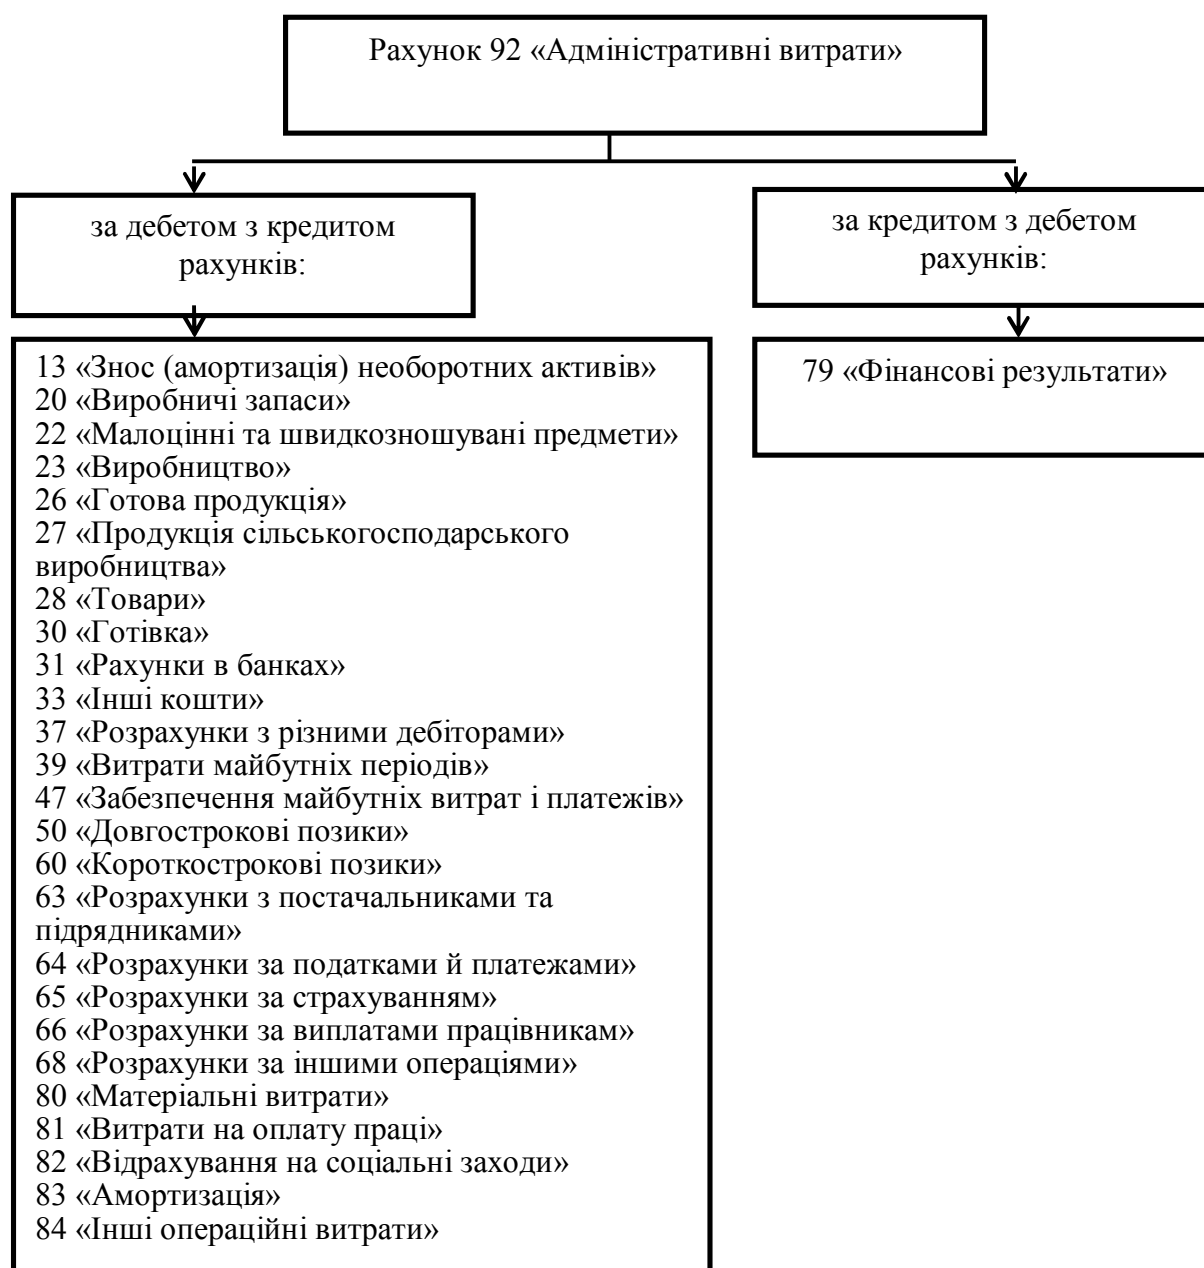 Рахунок 92 «Адміністративні витрати»
за дебетом з кредитом
рахунків:
за кредитом з дебетом
рахунків:
13 «Знос (амортизація) необоротних активів»
20 «Виробничі запаси»
22 «Малоцінні та швидкозношувані предмети»
23 «Виробництво»
26 «Готова продукція»
27 «Продукція сільськогосподарського
виробництва»
28 «Товари»
30 «Готівка»
31 «Рахунки в банках»
33 «Інші кошти»
37 «Розрахунки з різними дебіторами»
39 «Витрати майбутніх періодів»
47 «Забезпечення майбутніх витрат і платежів»
50 «Довгострокові позики»
60 «Короткострокові позики»
63 «Розрахунки з постачальниками та
підрядниками»
64 «Розрахунки за податками й платежами»
65 «Розрахунки за страхуванням»
66 «Розрахунки за виплатами працівникам»
68 «Розрахунки за іншими операціями»
80 «Матеріальні витрати»
81 «Витрати на оплату праці»
82 «Відрахування на соціальні заходи»
83 «Амортизація»
84 «Інші операційні витрати»
79 «Фінансові результати»